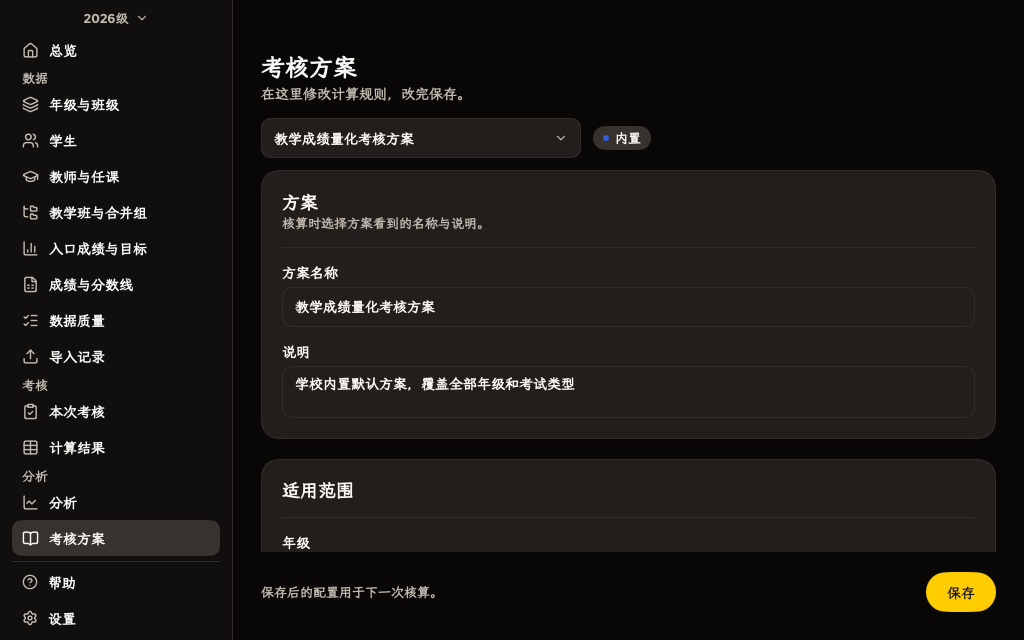 2026级
总览
数据
年级与班级
学生
教师与任课
教学班与合并组
入口成绩与目标
成绩与分数线
数据质量
导入记录
考核
本次考核
计算结果
分析
分析
考核方案
帮助
设置
考核方案
在这里修改计算规则，改完保存。
教学成绩量化考核方案
内置
方案
核算时选择方案看到的名称与说明。
方案名称
教学成绩量化考核方案
说明
学校内置默认方案，覆盖全部年级和考试类型
适用范围
年级
保存后的配置用于下一次核算。
保存